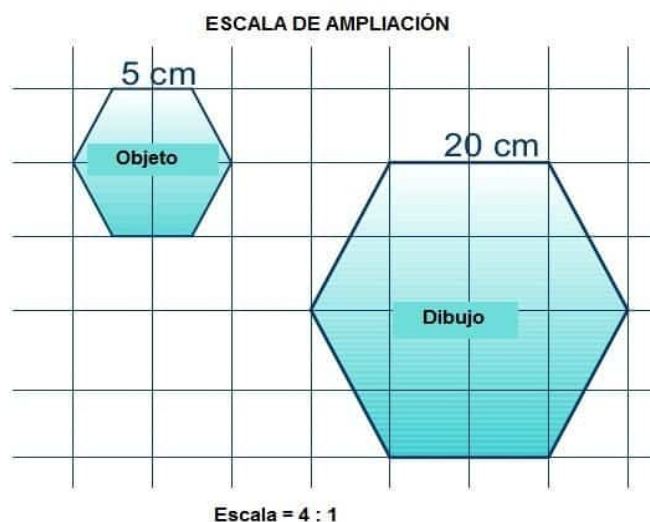 ESCALA DE AMPLIACIÓN
5 cm
Objeto
20 cm
Dibujo
Escala = 4 : 1